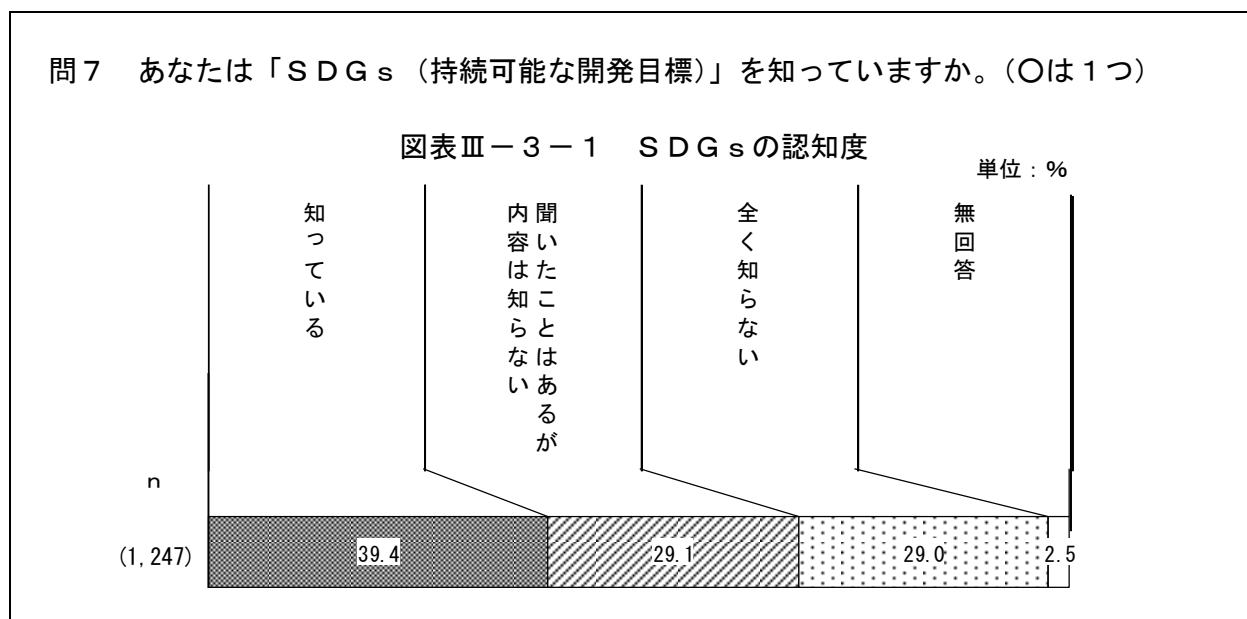 問７　あなたは「ＳＤＧｓ（持続可能な開発目標）」を知っていますか。（〇は１つ）
図表Ⅲ－３－１　ＳＤＧｓの認知度
単位：％
知っている
聞いたことはあるが
内容は知らない
全く知らない
無回答
ｎ
(1,247)
39.4
29.1
29.0
2.5